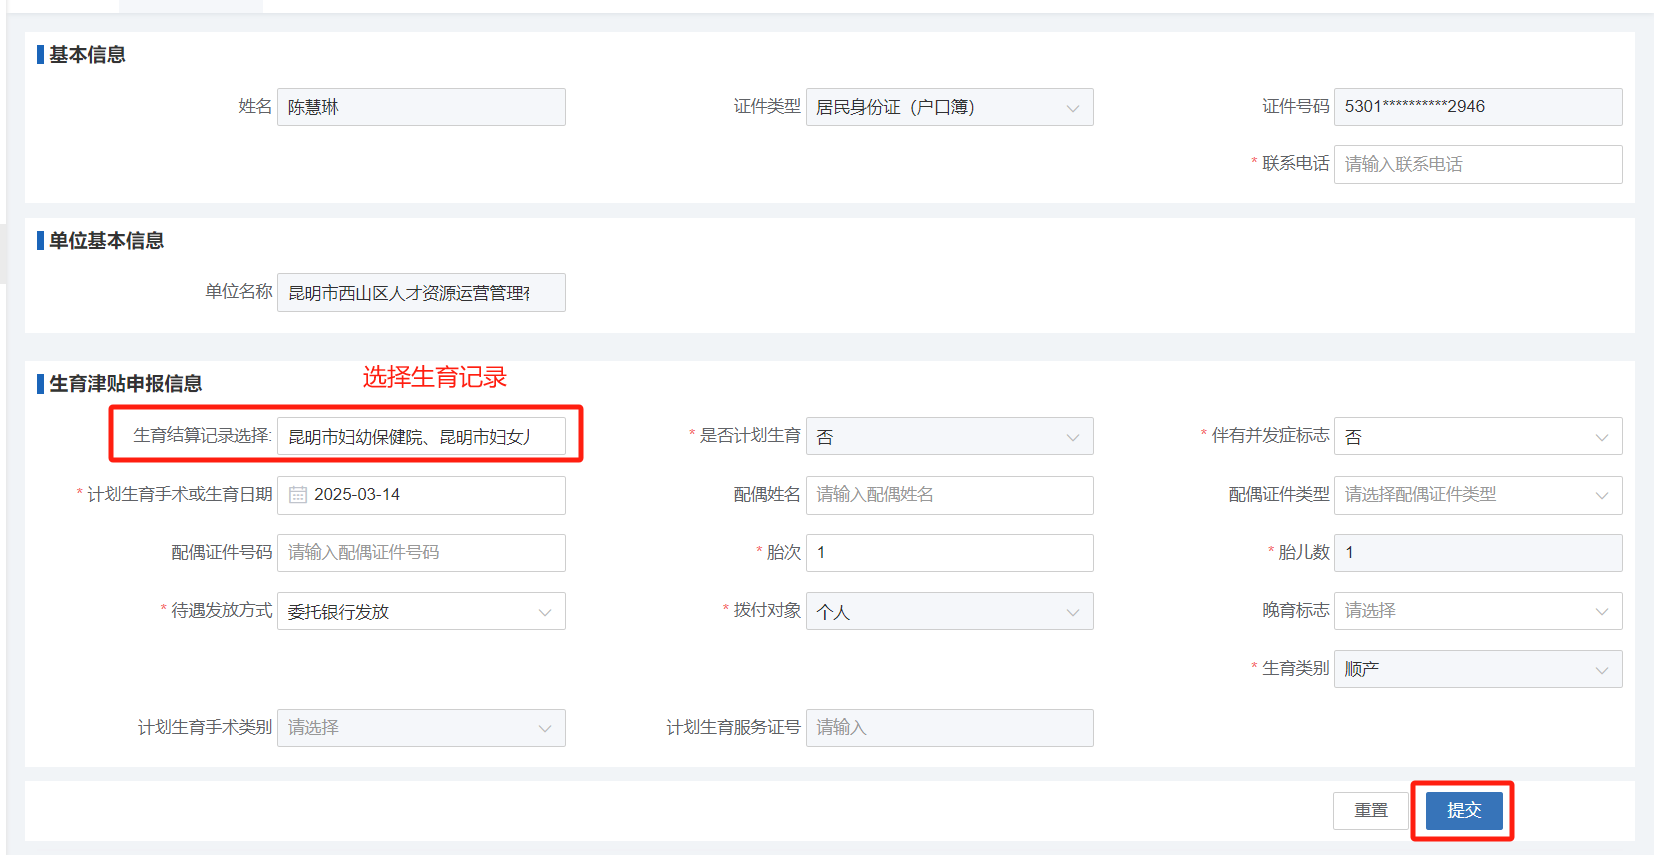 基本信息
姓名 陈慧琳 证件类型 居民身份证（户口簿） 证件号码 5301**********2946
* 联系电话 请输入联系电话
单位基本信息
单位名称 昆明市西山区人才资源运营管理
生育津贴申报信息 选择生育记录
生育结算记录选择: 昆明市妇幼保健院、昆明市妇女 * 是否计划生育 否 * 伴有并发症标志 否
* 计划生育手术或生育日期 2025-03-14 配偶姓名 请输入配偶姓名 配偶证件类型 请选择配偶证件类型
配偶证件号码 请输入配偶证件号码 * 胎次 1 * 胎儿数 1
* 待遇发放方式 委托银行发放 * 拨付对象 个人 晚育标志 请选择
* 生育类别 顺产
计划生育手术类别 请选择 计划生育服务证号 请输入
重置 提交